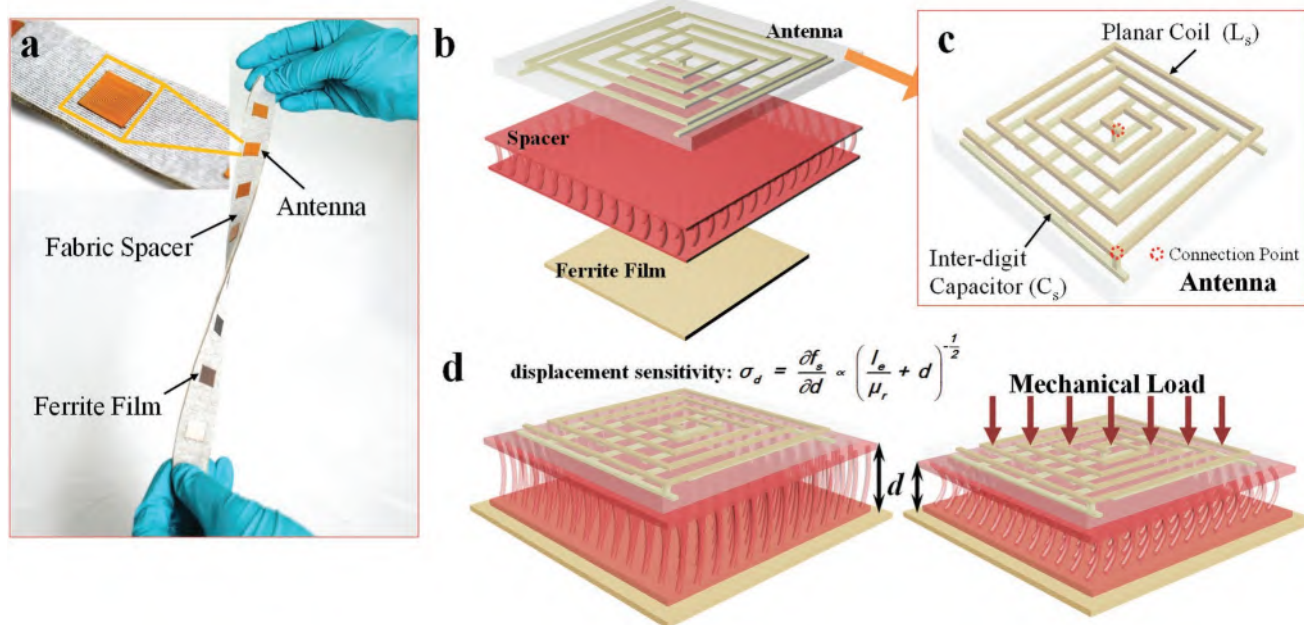 a
Antenna
Fabric Spacer
Ferrite Film
b
Antenna
Spacer
Ferrite Film
c
Planar Coil (Lₛ)
Inter-digit
Capacitor (Cₛ)
Connection Point
Antenna
d
displacement sensitivity: σ_d = ∂fₛ/∂d ∝ (lₑ/μᵣ + d)^(-1/2)
Mechanical Load
d